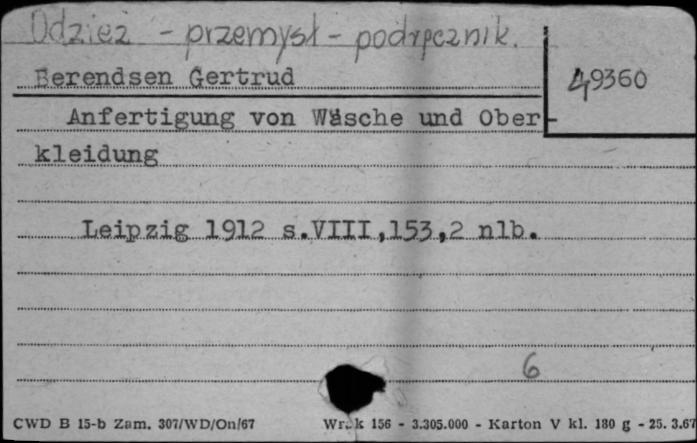 Odzież - przemysł - podręcznik.
Berendsen Gertrud
49360
Anfertigung von Wäsche und Ober-
kleidung
Leipzig 1912 s.VIII,153,2 nlb.
6
CWD B 15-b Zam. 307/WD/On/67 Wrzk 156 - 3.305.000 - Karton V kl. 180 g - 25. 3.67